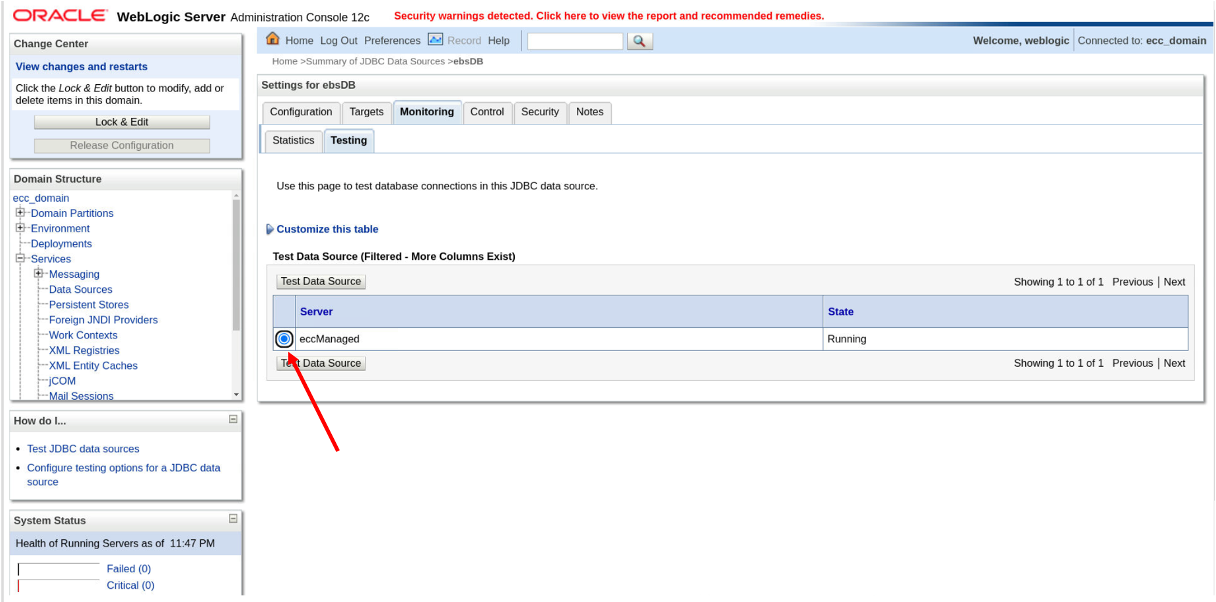 ORACLE® WebLogic Server Administration Console 12c
Security warnings detected. Click here to view the report and recommended remedies.
Change Center
View changes and restarts
Click the Lock & Edit button to modify, add or
delete items in this domain.
Lock & Edit
Release Configuration
Domain Structure
ecc_domain
Domain Partitions
Environment
Deployments
Services
Messaging
Data Sources
Persistent Stores
Foreign JNDI Providers
Work Contexts
XML Registries
XML Entity Caches
jCOM
Mail Sessions
How do I...
Test JDBC data sources
Configure testing options for a JDBC data
source
System Status
Health of Running Servers as of 11:47 PM
Failed (0)
Critical (0)
Home Log Out Preferences Record Help
Welcome, weblogic Connected to: ecc_domain
Home >Summary of JDBC Data Sources >ebsDB
Settings for ebsDB
Configuration Targets Monitoring Control Security Notes
Statistics Testing
Use this page to test database connections in this JDBC data source.
Customize this table
Test Data Source (Filtered - More Columns Exist)
Test Data Source Showing 1 to 1 of 1 Previous | Next
Server State
eccManaged Running
Test Data Source Showing 1 to 1 of 1 Previous | Next